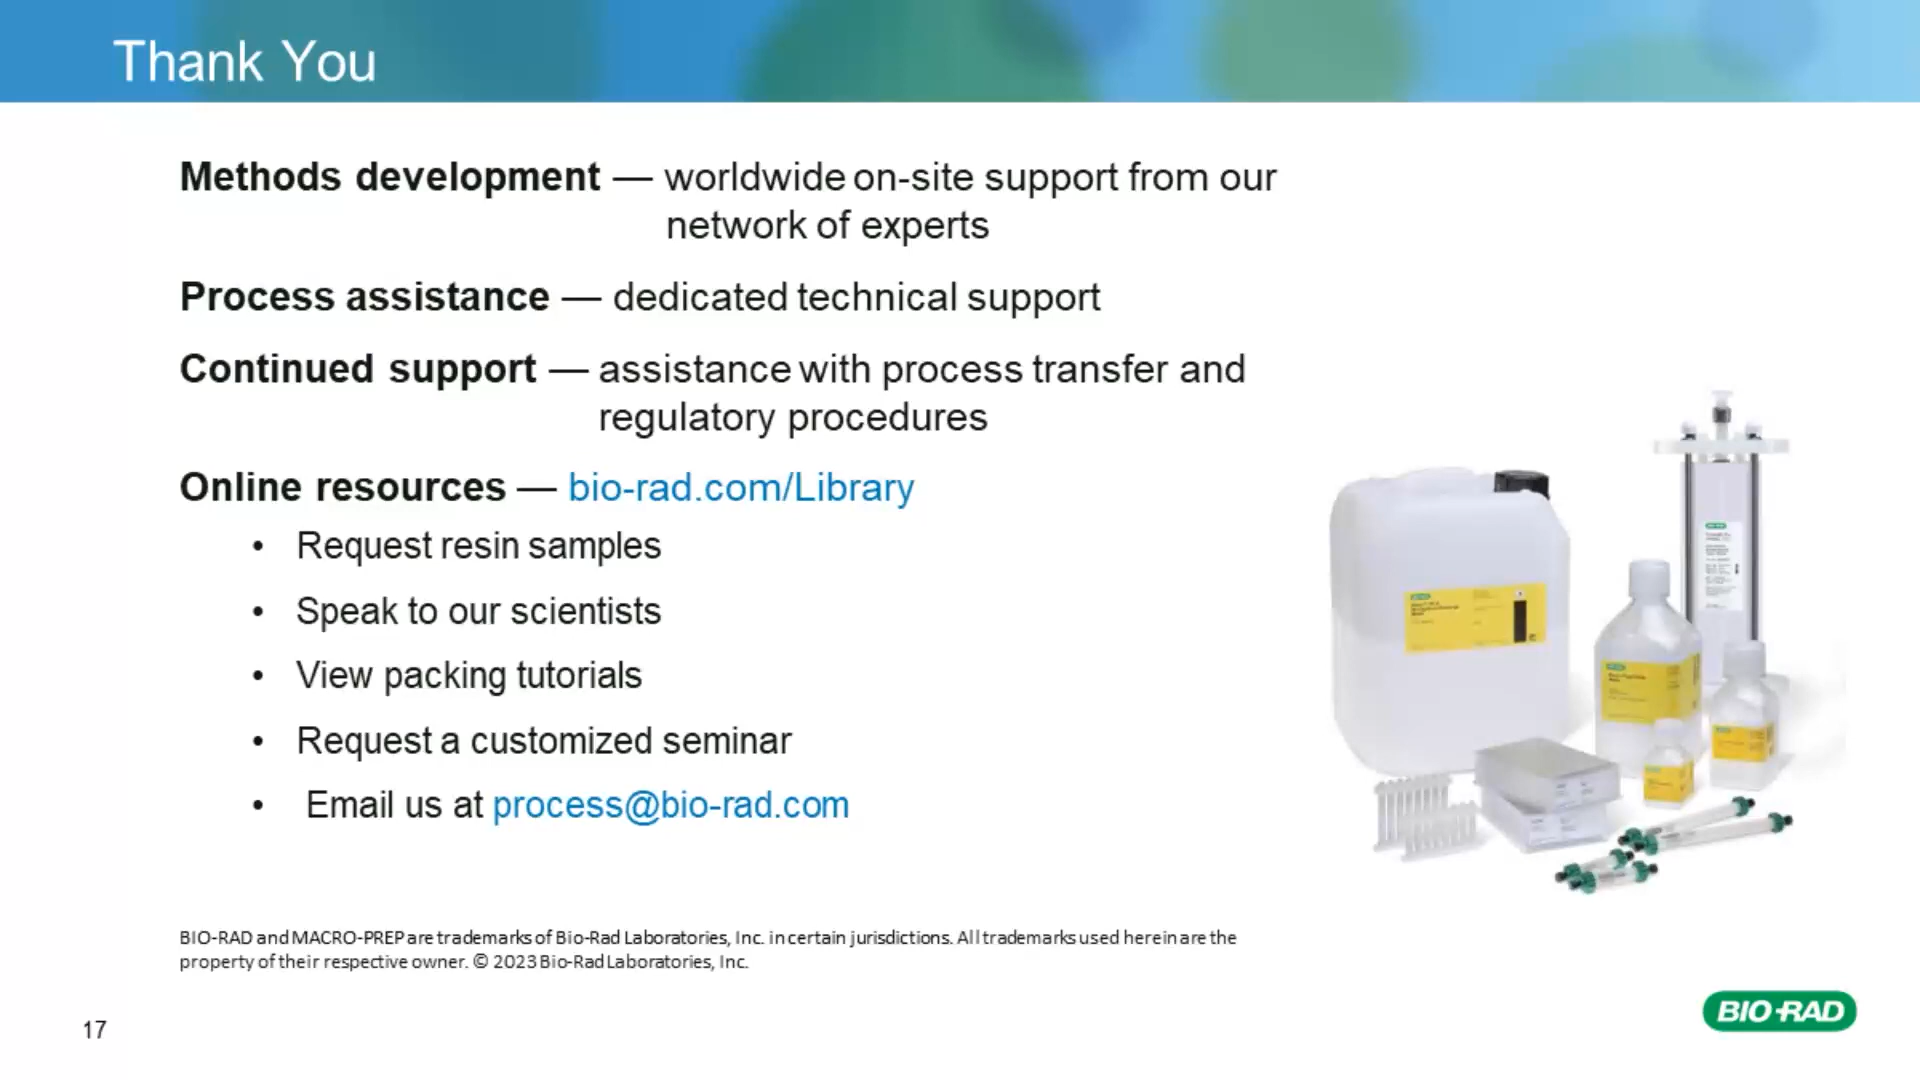 Thank You
Methods development — worldwide on-site support from our
network of experts
Process assistance — dedicated technical support
Continued support — assistance with process transfer and
regulatory procedures
Online resources — bio-rad.com/Library
• Request resin samples
• Speak to our scientists
• View packing tutorials
• Request a customized seminar
• Email us at process@bio-rad.com
BIO-RAD and MACRO-PREP are trademarks of Bio-Rad Laboratories, Inc. in certain jurisdictions. All trademarks used herein are the
property of their respective owner. © 2023 Bio-Rad Laboratories, Inc.
17
BIO-RAD